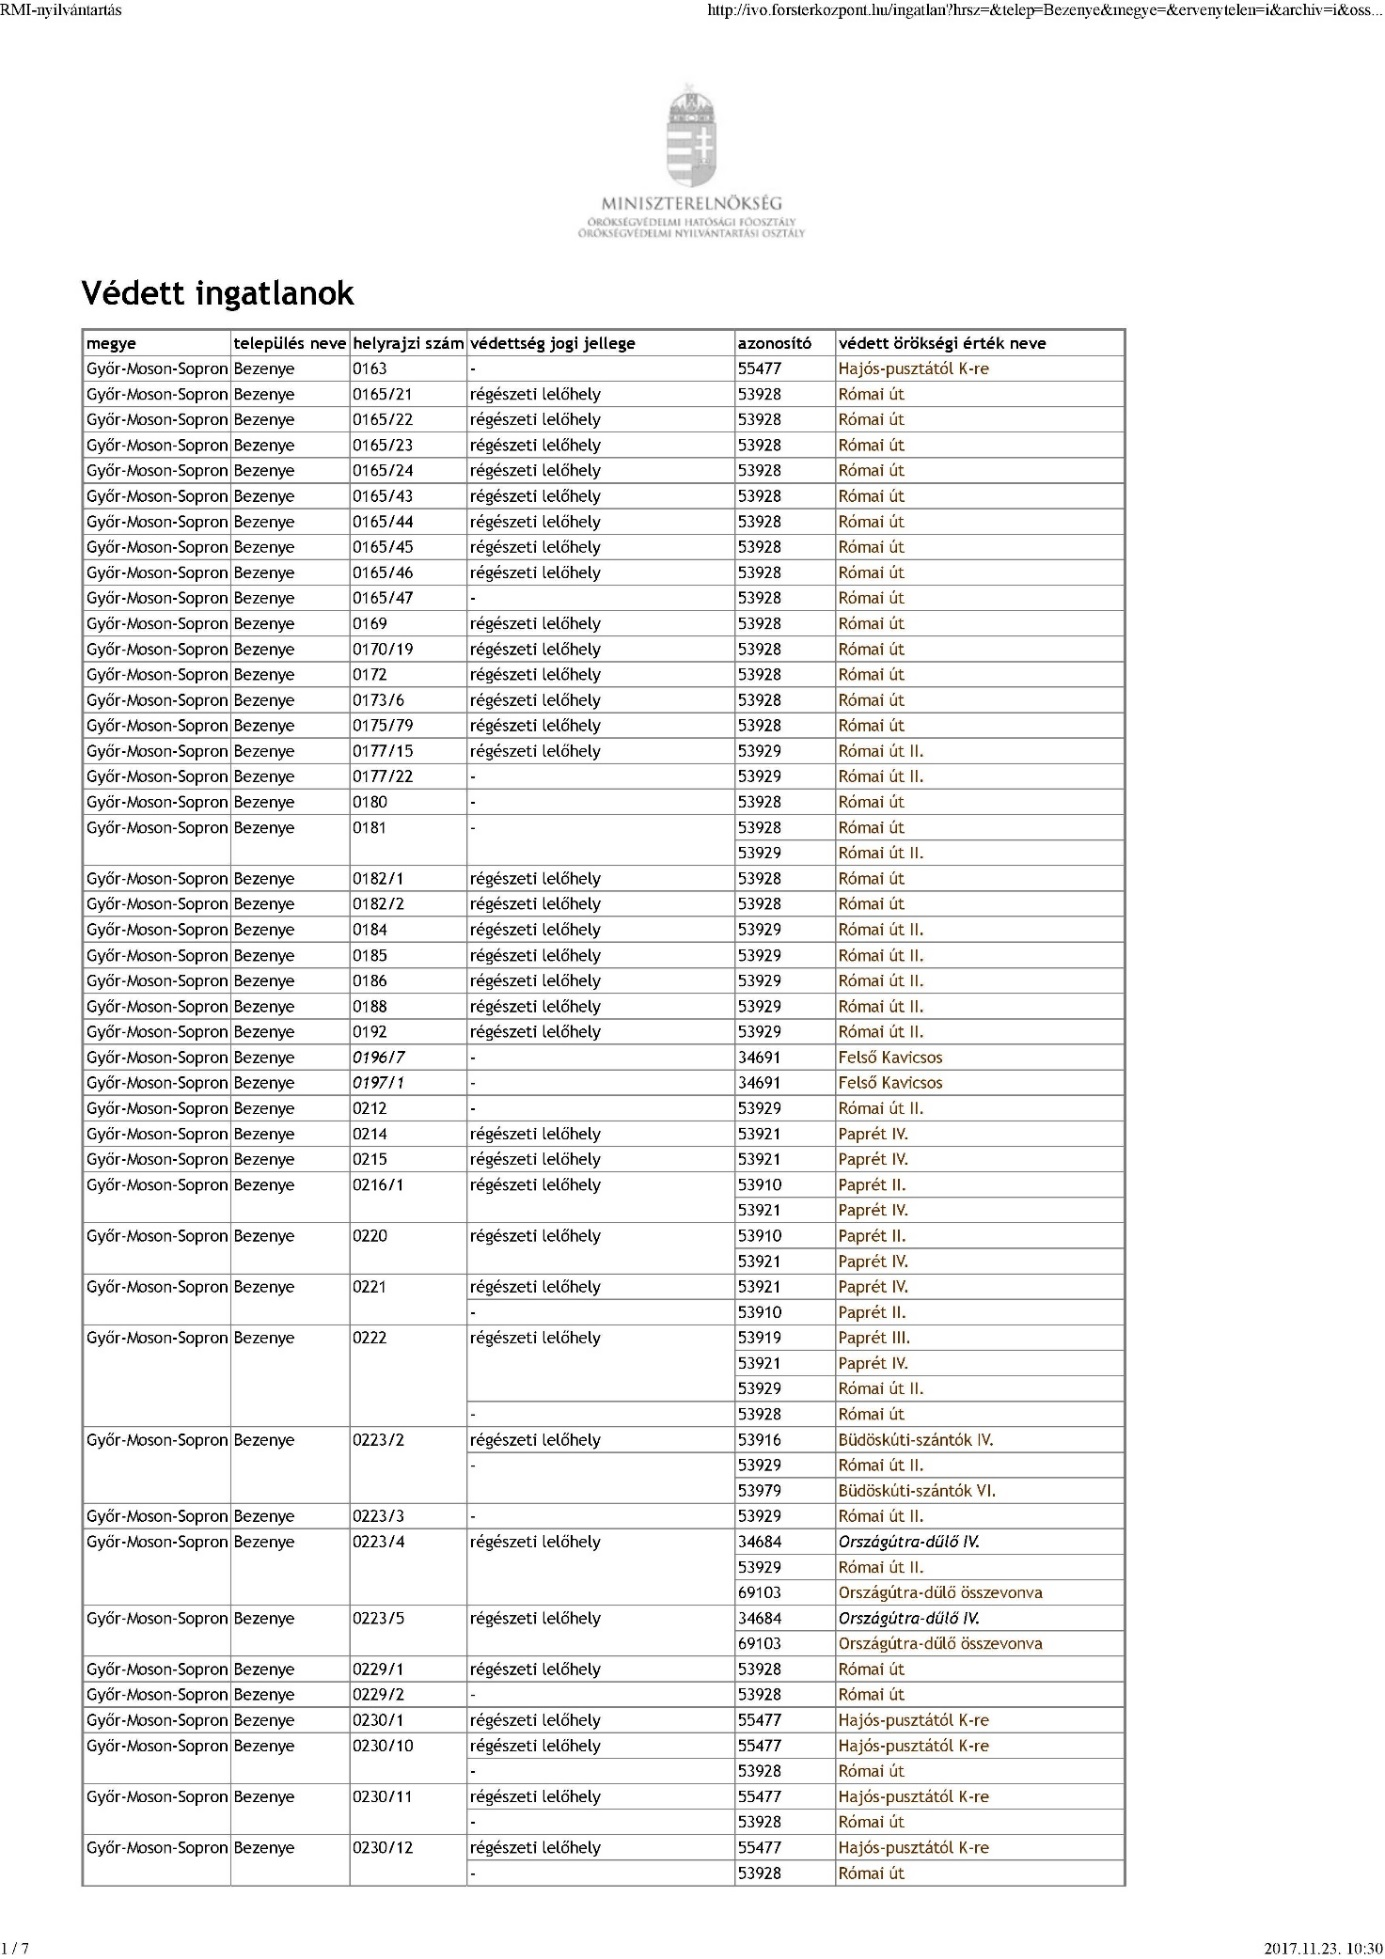 RMI-nyilvántartás http://ivo.forsterkozpont.hu/ingatlan?hrsz=&telep=Bezenye&megye=&ervenytelen=i&archiv=i&oss...
MINISZTERELNÖKSÉG
ÖRÖKSÉGVÉDELMI HATÓSÁGI FŐOSZTÁLY
ÖRÖKSÉGVÉDELMI NYILVÁNTARTÁSI OSZTÁLY
Védett ingatlanok
megye település neve helyrajzi szám védettség jogi jellege azonosító védett örökségi érték neve
Győr-Moson-Sopron Bezenye 0163 - 55477 Hajós-pusztától K-re
Győr-Moson-Sopron Bezenye 0165/21 régészeti lelőhely 53928 Római út
Győr-Moson-Sopron Bezenye 0165/22 régészeti lelőhely 53928 Római út
Győr-Moson-Sopron Bezenye 0165/23 régészeti lelőhely 53928 Római út
Győr-Moson-Sopron Bezenye 0165/24 régészeti lelőhely 53928 Római út
Győr-Moson-Sopron Bezenye 0165/43 régészeti lelőhely 53928 Római út
Győr-Moson-Sopron Bezenye 0165/44 régészeti lelőhely 53928 Római út
Győr-Moson-Sopron Bezenye 0165/45 régészeti lelőhely 53928 Római út
Győr-Moson-Sopron Bezenye 0165/46 régészeti lelőhely 53928 Római út
Győr-Moson-Sopron Bezenye 0165/47 - 53928 Római út
Győr-Moson-Sopron Bezenye 0169 régészeti lelőhely 53928 Római út
Győr-Moson-Sopron Bezenye 0170/19 régészeti lelőhely 53928 Római út
Győr-Moson-Sopron Bezenye 0172 régészeti lelőhely 53928 Római út
Győr-Moson-Sopron Bezenye 0173/6 régészeti lelőhely 53928 Római út
Győr-Moson-Sopron Bezenye 0175/79 régészeti lelőhely 53928 Római út
Győr-Moson-Sopron Bezenye 0177/15 régészeti lelőhely 53929 Római út II.
Győr-Moson-Sopron Bezenye 0177/22 - 53929 Római út II.
Győr-Moson-Sopron Bezenye 0180 - 53928 Római út
Győr-Moson-Sopron Bezenye 0181 - 53928 Római út
53929 Római út II.
Győr-Moson-Sopron Bezenye 0182/1 régészeti lelőhely 53928 Római út
Győr-Moson-Sopron Bezenye 0182/2 régészeti lelőhely 53928 Római út
Győr-Moson-Sopron Bezenye 0184 régészeti lelőhely 53929 Római út II.
Győr-Moson-Sopron Bezenye 0185 régészeti lelőhely 53929 Római út II.
Győr-Moson-Sopron Bezenye 0186 régészeti lelőhely 53929 Római út II.
Győr-Moson-Sopron Bezenye 0188 régészeti lelőhely 53929 Római út II.
Győr-Moson-Sopron Bezenye 0192 régészeti lelőhely 53929 Római út II.
Győr-Moson-Sopron Bezenye 0196/7 - 34691 Felső Kavicsos
Győr-Moson-Sopron Bezenye 0197/1 - 34691 Felső Kavicsos
Győr-Moson-Sopron Bezenye 0212 - 53929 Római út II.
Győr-Moson-Sopron Bezenye 0214 régészeti lelőhely 53921 Paprét IV.
Győr-Moson-Sopron Bezenye 0215 régészeti lelőhely 53921 Paprét IV.
Győr-Moson-Sopron Bezenye 0216/1 régészeti lelőhely 53910 Paprét II.
53921 Paprét IV.
Győr-Moson-Sopron Bezenye 0220 régészeti lelőhely 53910 Paprét II.
53921 Paprét IV.
Győr-Moson-Sopron Bezenye 0221 régészeti lelőhely 53921 Paprét IV.
- 53910 Paprét II.
Győr-Moson-Sopron Bezenye 0222 régészeti lelőhely 53919 Paprét III.
53921 Paprét IV.
53929 Római út II.
- 53928 Római út
Győr-Moson-Sopron Bezenye 0223/2 régészeti lelőhely 53916 Büdöskúti-szántók IV.
- 53929 Római út II.
53979 Büdöskúti-szántók VI.
Győr-Moson-Sopron Bezenye 0223/3 - 53929 Római út II.
Győr-Moson-Sopron Bezenye 0223/4 régészeti lelőhely 34684 Országútra-dűlő IV.
53929 Római út II.
69103 Országútra-dűlő összevonva
Győr-Moson-Sopron Bezenye 0223/5 régészeti lelőhely 34684 Országútra-dűlő IV.
69103 Országútra-dűlő összevonva
Győr-Moson-Sopron Bezenye 0229/1 régészeti lelőhely 53928 Római út
Győr-Moson-Sopron Bezenye 0229/2 - 53928 Római út
Győr-Moson-Sopron Bezenye 0230/1 régészeti lelőhely 55477 Hajós-pusztától K-re
Győr-Moson-Sopron Bezenye 0230/10 régészeti lelőhely 55477 Hajós-pusztától K-re
- 53928 Római út
Győr-Moson-Sopron Bezenye 0230/11 régészeti lelőhely 55477 Hajós-pusztától K-re
- 53928 Római út
Győr-Moson-Sopron Bezenye 0230/12 régészeti lelőhely 55477 Hajós-pusztától K-re
- 53928 Római út
1 / 7 2017.11.23. 10:30